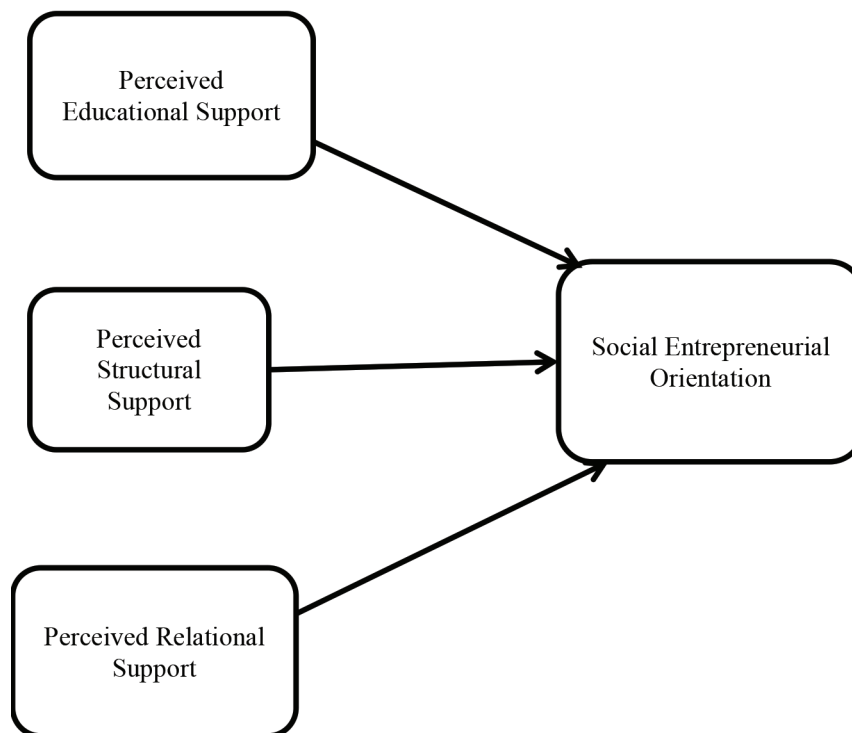 Perceived
Educational Support
Perceived
Structural
Support
Social Entrepreneurial
Orientation
Perceived Relational
Support